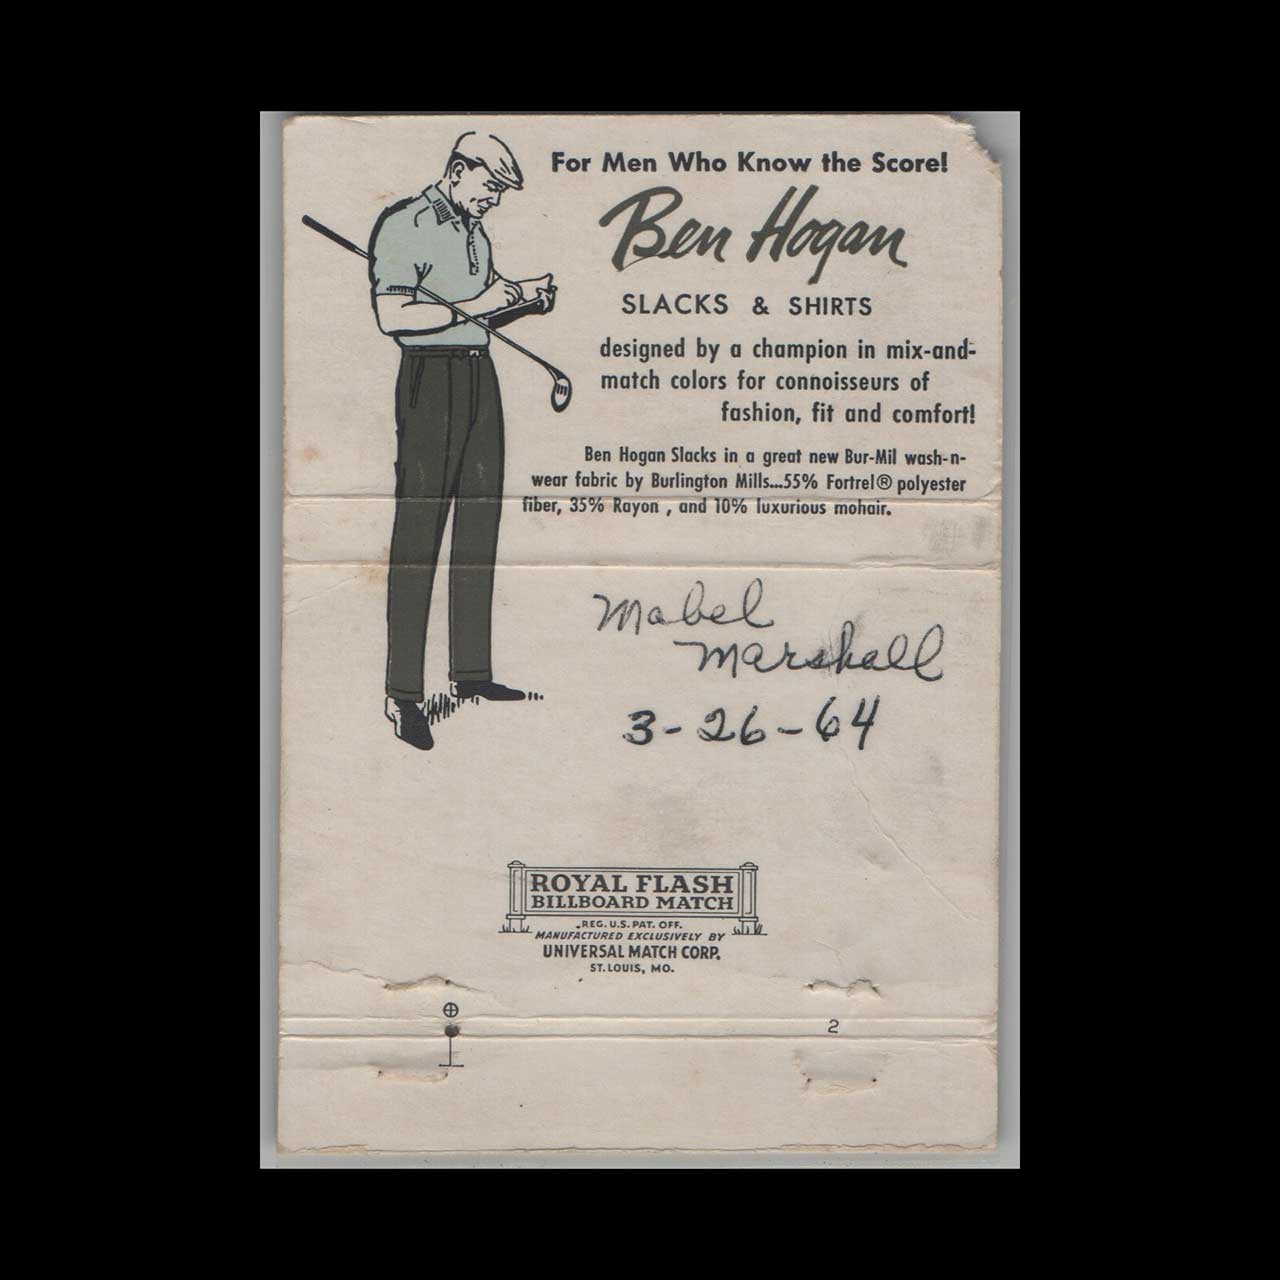 For Men Who Know the Score!
Ben Hogan
SLACKS & SHIRTS
designed by a champion in mix-and-
match colors for connoisseurs of
fashion, fit and comfort!
Ben Hogan Slacks in a great new Bur-Mil wash-n-
wear fabric by Burlington Mills...55% Fortrel® polyester
fiber, 35% Rayon , and 10% luxurious mohair.
Mabel
Marshall
3-26-64
ROYAL FLASH
BILLBOARD MATCH
REG. U.S. PAT. OFF.
MANUFACTURED EXCLUSIVELY BY
UNIVERSAL MATCH CORP.
ST. LOUIS, MO.
2